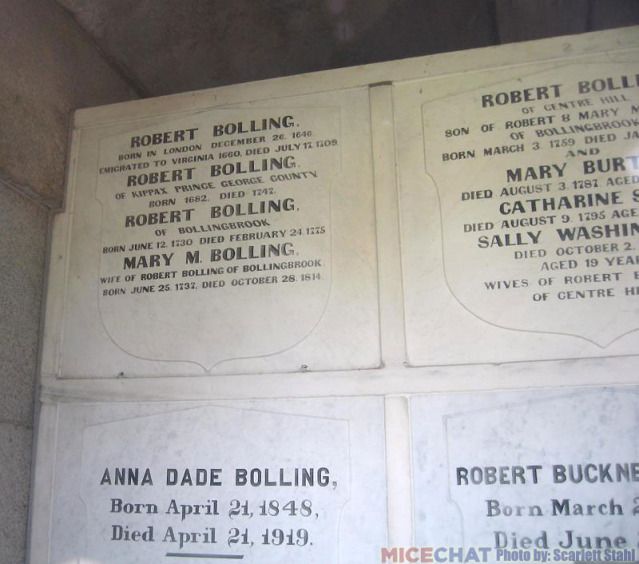 ROBERT BOLLING,
BORN IN LONDON DECEMBER 26, 1646,
EMIGRATED TO VIRGINIA 1660, DIED JULY 17, 1709.
ROBERT BOLLING,
OF KIPPAX PRINCE GEORGE COUNTY
BORN 1682, DIED 1747.
ROBERT BOLLING,
OF BOLLINGBROOK
BORN JUNE 12, 1730 DIED FEBRUARY 24, 1775
MARY M. BOLLING,
WIFE OF ROBERT BOLLING OF BOLLINGBROOK
BORN JUNE 25, 1737, DIED OCTOBER 28, 1814.
ROBERT BOLLI
OF CENTRE HILL
SON OF ROBERT & MARY M
OF BOLLINGBROOK
BORN MARCH 3, 1759 DIED JA
AND
MARY BURT
DIED AUGUST 3, 1787 AGED
CATHARINE S
DIED AUGUST 9, 1795 AGED
SALLY WASHIN
DIED OCTOBER 2
AGED 19 YEAR
WIVES OF ROBERT B
OF CENTRE HI
ANNA DADE BOLLING,
Born April 21, 1848,
Died April 21, 1919.
ROBERT BUCKNE
Born March 2
Died June
MICECHAT Photo by: Scarlett Stahl